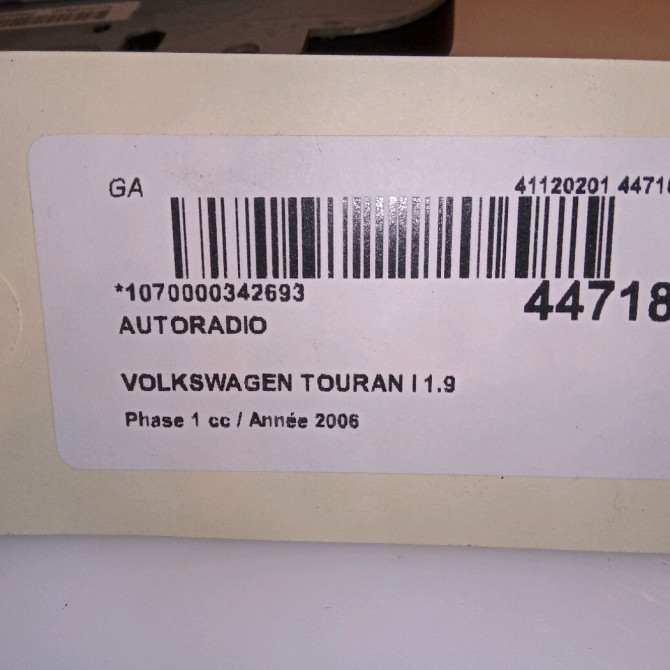 GA 41120201 44718
*1070000342693 44718
AUTORADIO
VOLKSWAGEN TOURAN I 1.9
Phase 1 cc / Année 2006